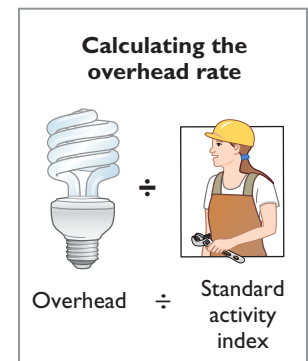 Calculating the
overhead rate
÷
Overhead ÷ Standard
activity
index